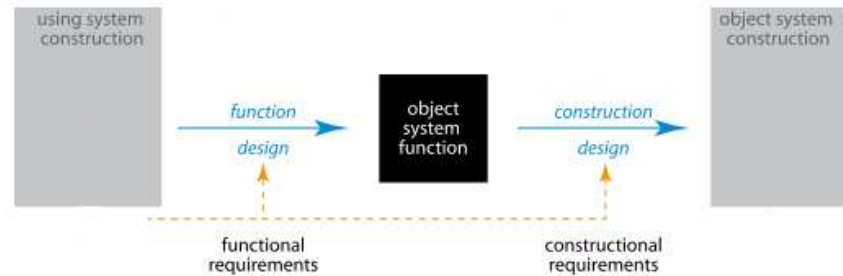 using system
construction
function
design
object
system
function
construction
design
object system
construction
functional
requirements
constructional
requirements